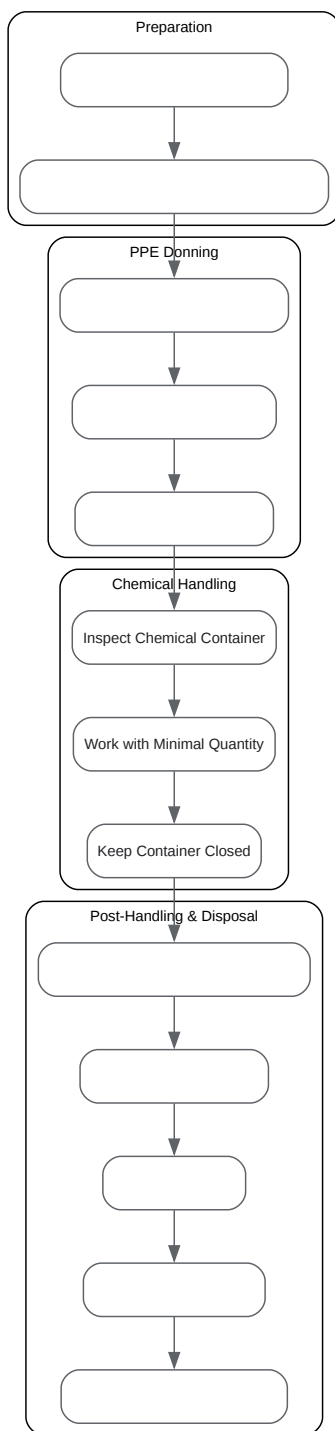 Preparation
PPE Donning
Chemical Handling
Inspect Chemical Container
Work with Minimal Quantity
Keep Container Closed
Post-Handling & Disposal